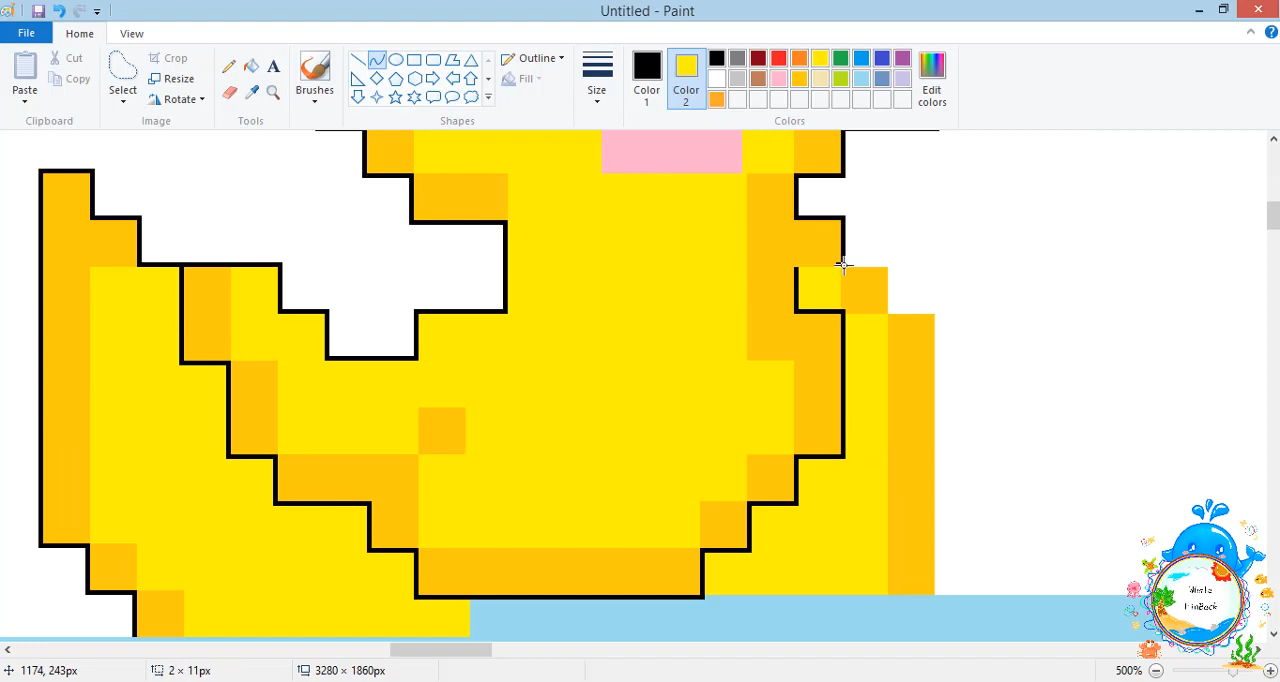 Untitled - Paint
File
Home
View
Paste
Cut
Copy
Clipboard
Select
Crop
Resize
Rotate
Image
A
Tools
Brushes
Outline
Fill
Shapes
Size
Color 1
Color 2
Edit colors
Colors
1174, 243px
2 × 11px
3280 × 1860px
500%